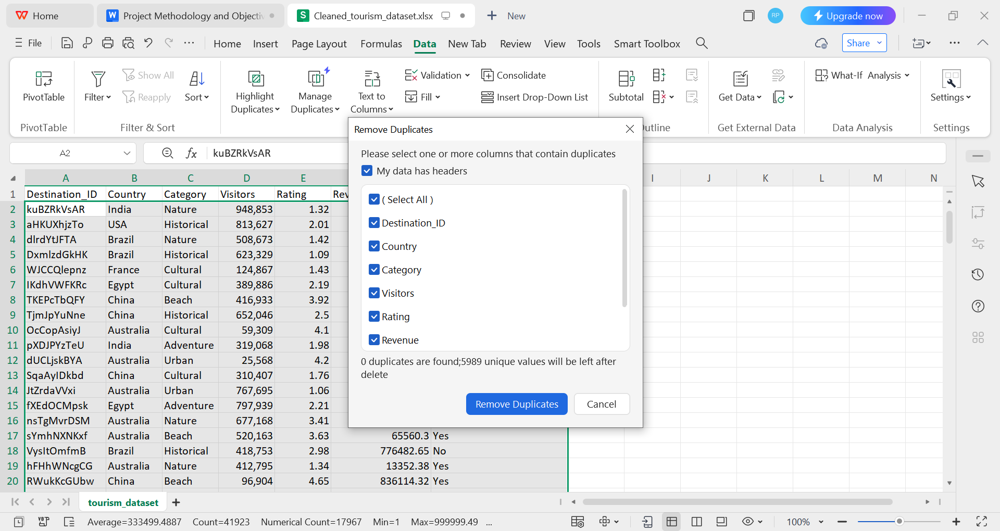 Home
Project Methodology and Objectiv
Cleaned_tourism_dataset.xlsx
New
RP
Upgrade now
File
Home Insert Page Layout Formulas Data New Tab Review View Tools Smart Toolbox
Share
PivotTable
Filter
Show All
Reapply
Sort
Highlight Duplicates
Manage Duplicates
Text to Columns
Validation
Fill
Consolidate
Insert Drop-Down List
Subtotal
Get Data
What-If Analysis
Settings
PivotTable
Filter & Sort
utline
Get External Data
Data Analysis
Settings
A2
fx
kuBZRkVsAR
A B C D E I J K L M N
1 Destination_ID Country Category Visitors Rating Rev
2 kuBZRkVsAR India Nature 948,853 1.32
3 aHKUXhjzTo USA Historical 813,627 2.01
4 dlrdYtJFTA Brazil Nature 508,673 1.42
5 DxmlzdGkHK Brazil Historical 623,329 1.09
6 WJCCQlepnz France Cultural 124,867 1.43
7 IKdhVWFKRc Egypt Cultural 389,886 2.19
8 TKEPcTbQFY China Beach 416,933 3.92
9 TjmJpYuNne China Historical 652,046 2.5
10 OcCopAsiyJ Australia Cultural 59,309 4.1
11 pXDJPYzTeU India Adventure 319,068 1.98
12 dUCLjskBYA Australia Urban 25,568 4.2
13 SqaAyIDkbd China Cultural 310,407 1.76
14 JtZrdaVVxi Australia Urban 767,695 1.06
15 fXEdOCMpsk Egypt Adventure 797,939 2.21
16 nsTgMvrDSM Australia Nature 677,168 3.41
17 sYmhNXNKxf Australia Beach 520,163 3.63 65560.3 Yes
18 VysItOmfmB Brazil Historical 418,753 2.98 776482.65 No
19 hFHhWNcgCG Australia Nature 412,795 1.34 13352.38 Yes
20 RWukKcGUbw China Beach 96,904 4.65 836114.32 Yes
Remove Duplicates
Please select one or more columns that contain duplicates
My data has headers
( Select All )
Destination_ID
Country
Category
Visitors
Rating
Revenue
0 duplicates are found;5989 unique values will be left after
delete
Remove Duplicates
Cancel
tourism_dataset
Average=333499.4887 Count=41923 Numerical Count=17967 Min=1 Max=999999.49 ...
100%